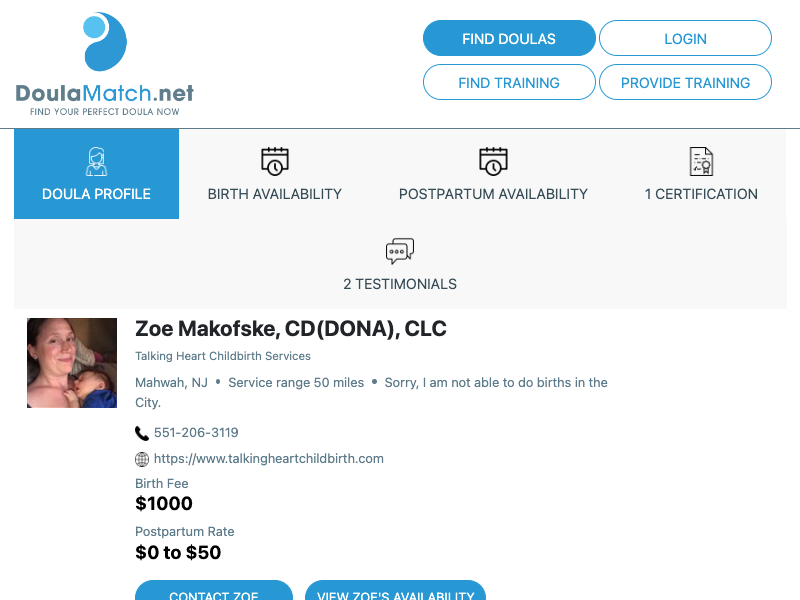 DoulaMatch.net
FIND YOUR PERFECT DOULA NOW
FIND DOULAS
LOGIN
FIND TRAINING
PROVIDE TRAINING
DOULA PROFILE
BIRTH AVAILABILITY
POSTPARTUM AVAILABILITY
1 CERTIFICATION
2 TESTIMONIALS
Zoe Makofske, CD(DONA), CLC
Talking Heart Childbirth Services
Mahwah, NJ • Service range 50 miles • Sorry, I am not able to do births in the
City.
551-206-3119
https://www.talkingheartchildbirth.com
Birth Fee
$1000
Postpartum Rate
$0 to $50
CONTACT ZOE
VIEW ZOE'S AVAILABILITY